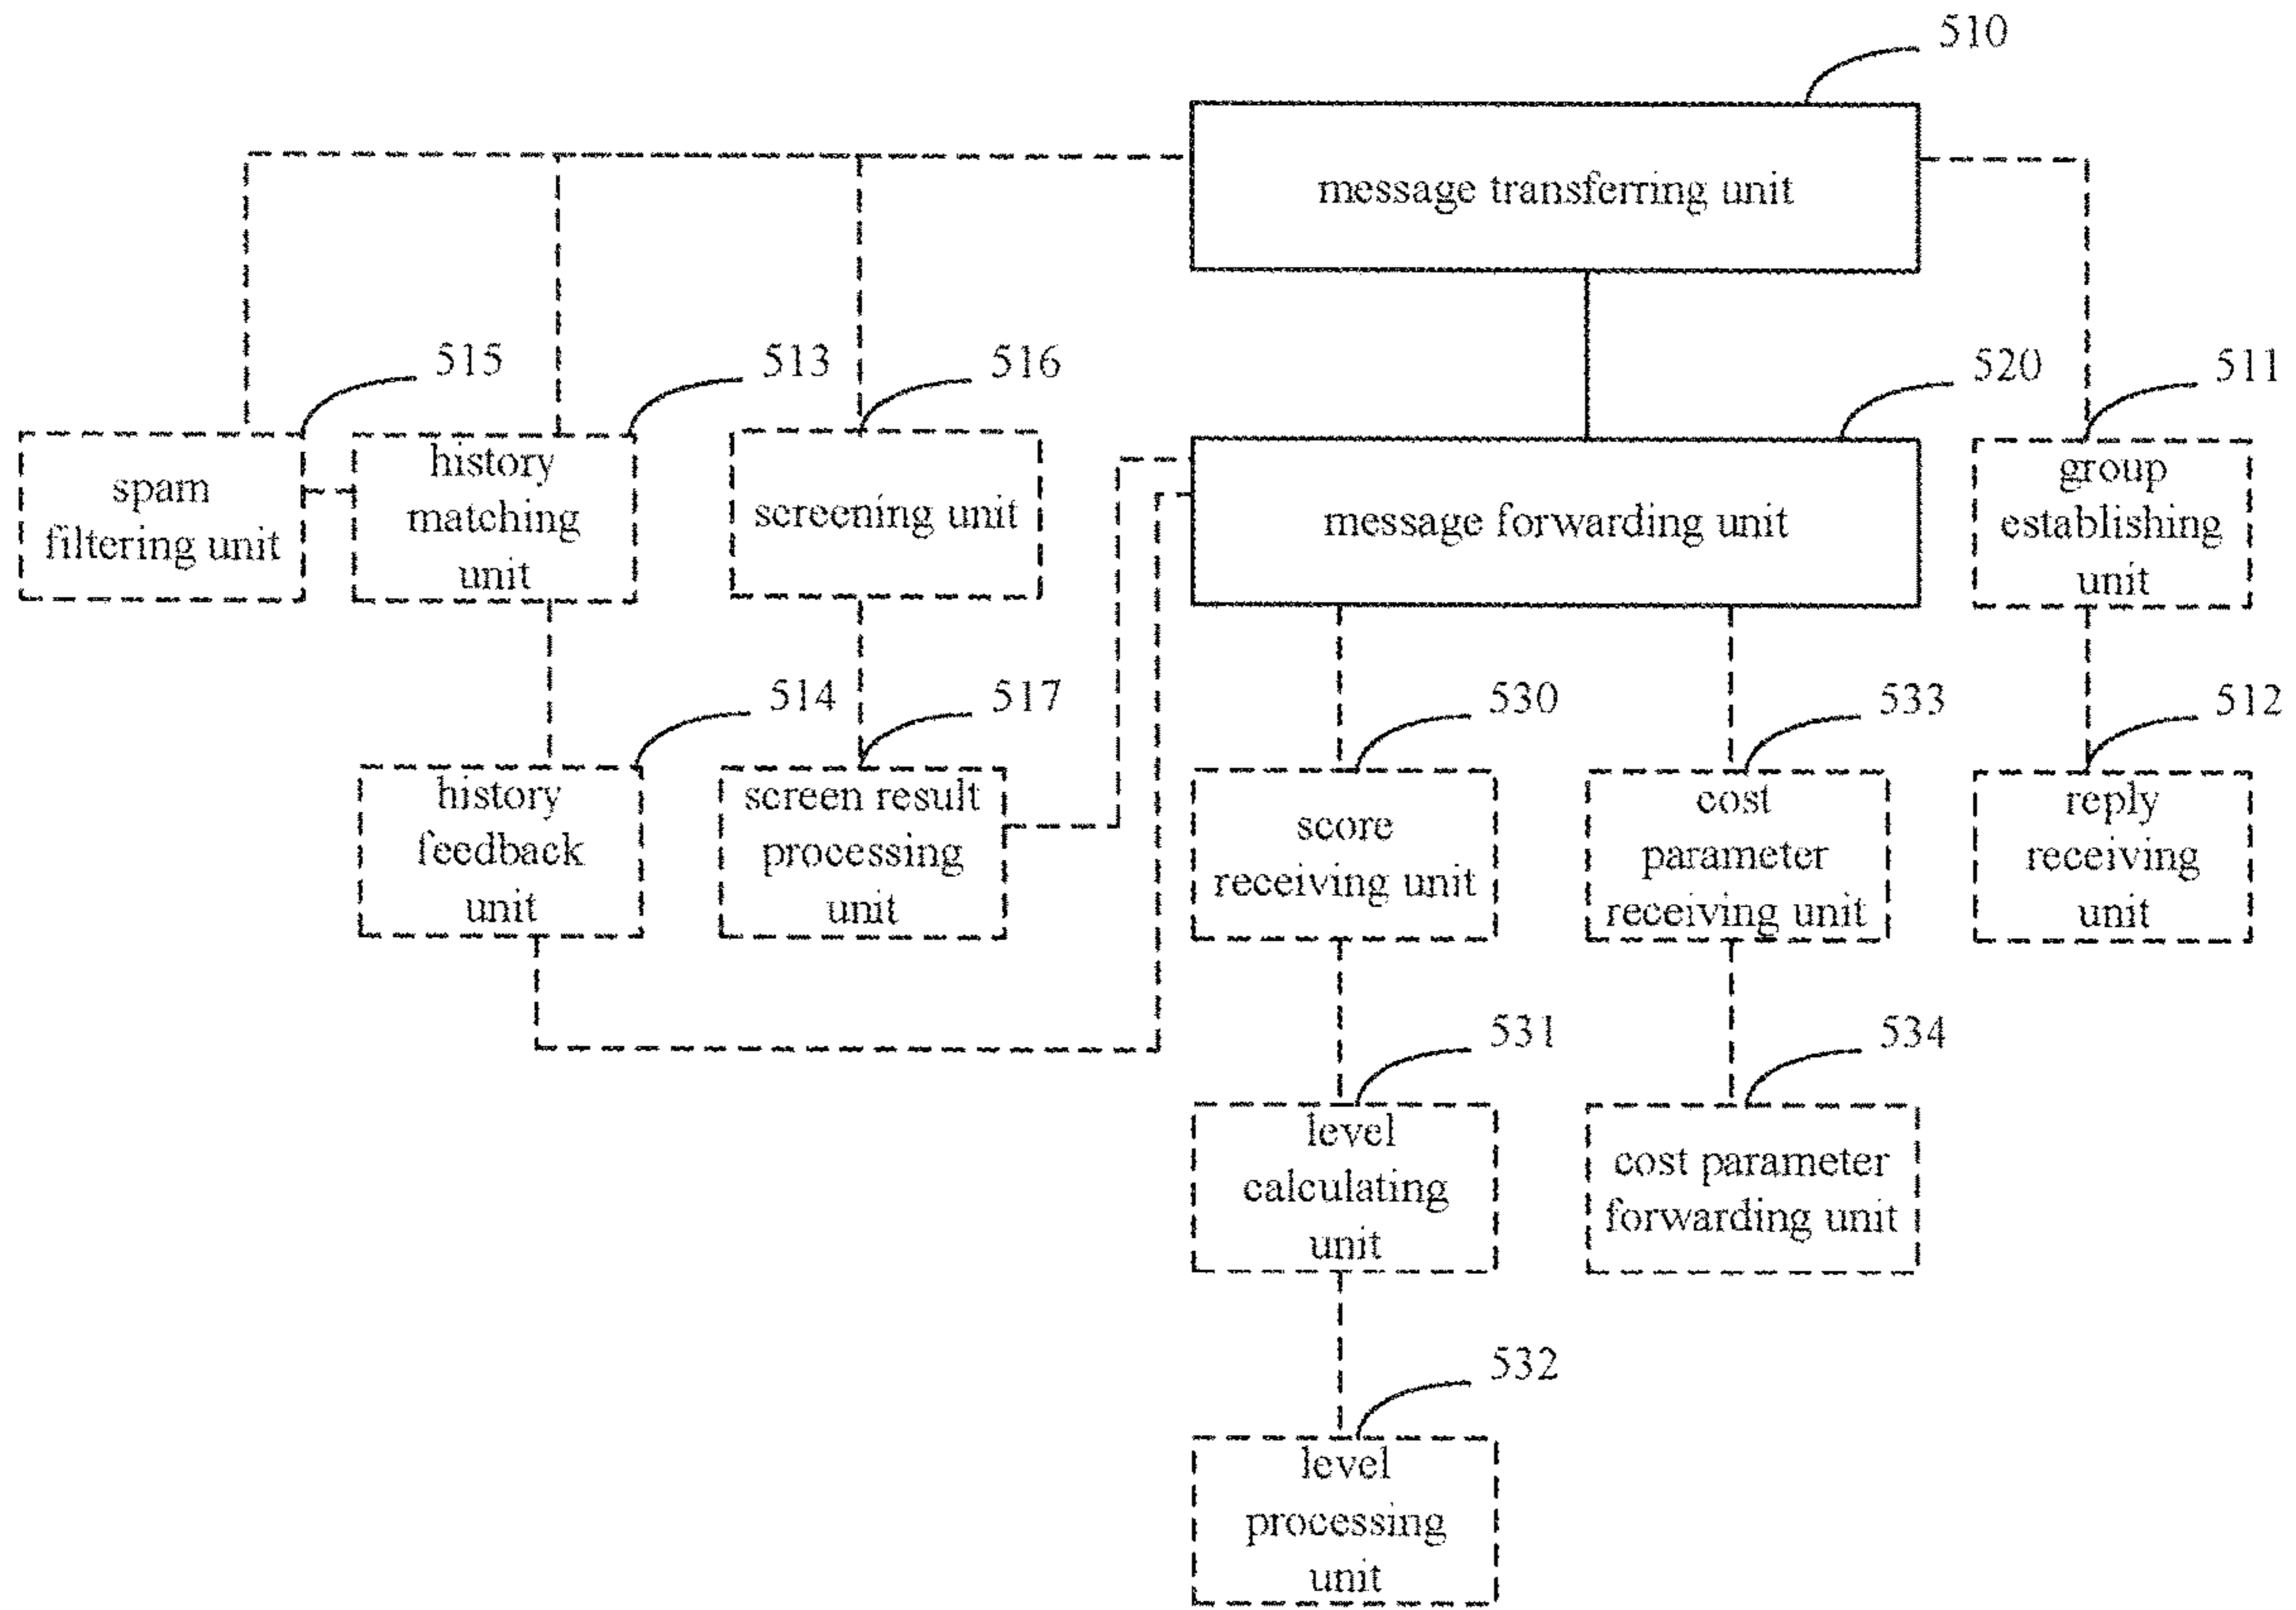 510
message transferring unit
515
513
516
520
511
spam
filtering unit
history
matching
unit
screening unit
message forwarding unit
group
establishing
unit
514
517
530
533
512
history
feedback
unit
screen result
processing
unit
score
receiving unit
cost
parameter
receiving unit
reply
receiving
unit
531
534
level
calculating
unit
cost parameter
forwarding unit
532
level
processing
unit